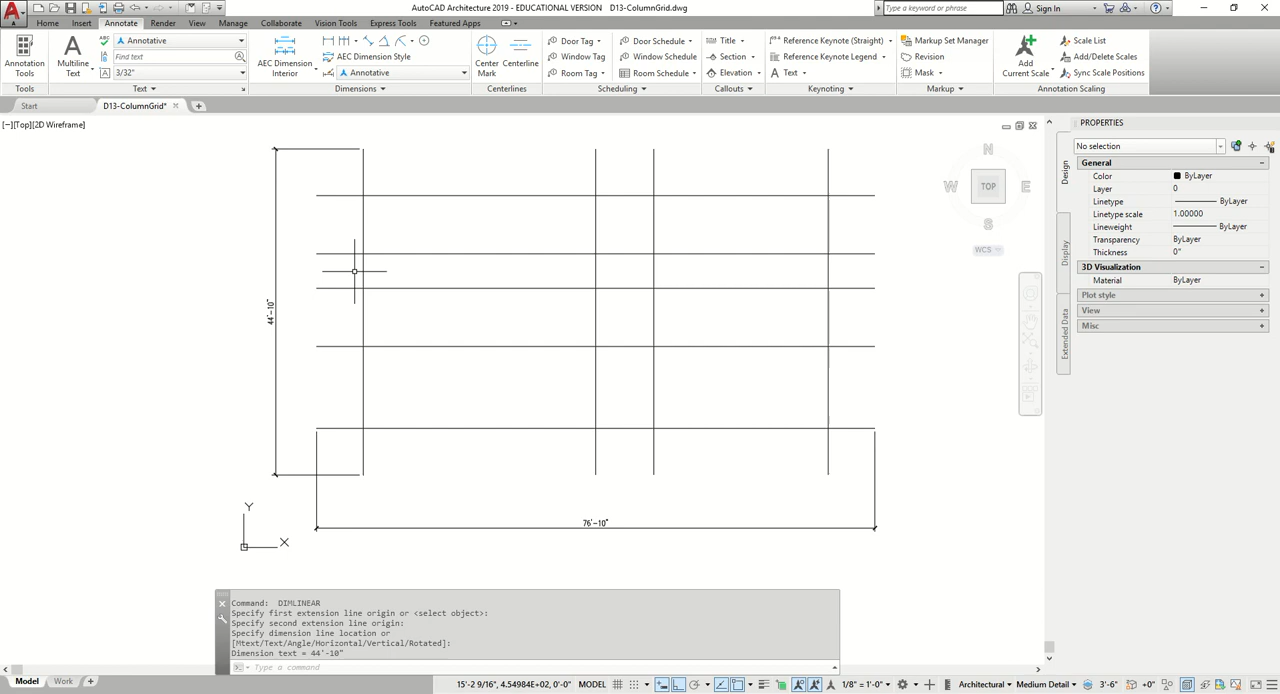 AutoCAD Architecture 2019 - EDUCATIONAL VERSION D13-ColumnGrid.dwg
Type a keyword or phrase
Sign In
Home Insert Annotate Render View Manage Collaborate Vision Tools Express Tools Featured Apps
Annotation Tools
Tools
Multiline Text
Annotative
Find text
3/32"
Text
AEC Dimension Interior
AEC Dimension Style
Annotative
Dimensions
Center Mark
Centerline
Centerlines
Door Tag
Window Tag
Room Tag
Door Schedule
Window Schedule
Room Schedule
Scheduling
Title
Section
Elevation
Callouts
Reference Keynote (Straight)
Reference Keynote Legend
Text
Keynoting
Markup Set Manager
Revision
Mask
Markup
Add Current Scale
Scale List
Add/Delete Scales
Sync Scale Positions
Annotation Scaling
Start
D13-ColumnGrid*
[−][Top][2D Wireframe]
N
W
TOP
E
S
WCS
44'-10"
76'-10"
Y
X
PROPERTIES
No selection
General
Color ByLayer
Layer 0
Linetype ByLayer
Linetype scale 1.00000
Lineweight ByLayer
Transparency ByLayer
Thickness 0"
3D Visualization
Material ByLayer
Plot style
View
Misc
Design
Display
Extended Data
Command: DIMLINEAR
Specify first extension line origin or <select object>:
Specify second extension line origin:
Specify dimension line location or
[Mtext/Text/Angle/Horizontal/Vertical/Rotated]:
Dimension text = 44'-10"
Type a command
Model Work
15'-2 9/16", 4.54984E+02, 0'-0" MODEL 1/8" = 1'-0" Architectural Medium Detail 3'-6" +0"